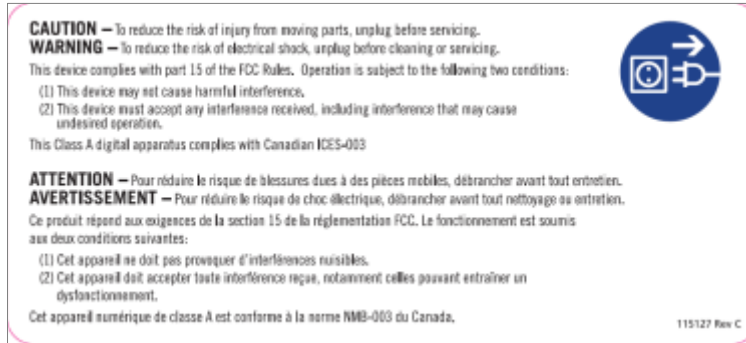 CAUTION – To reduce the risk of injury from moving parts, unplug before servicing.
WARNING – To reduce the risk of electrical shock, unplug before cleaning or servicing.
This device complies with part 15 of the FCC Rules. Operation is subject to the following two conditions:
(1) This device may not cause harmful interference.
(2) This device must accept any interference received, including interference that may cause
undesired operation.
This Class A digital apparatus complies with Canadian ICES-003
ATTENTION – Pour réduire le risque de blessures dues à des pièces mobiles, débrancher avant tout entretien.
AVERTISSEMENT – Pour réduire le risque de choc électrique, débrancher avant tout nettoyage ou entretien.
Ce produit répond aux exigences de la section 15 de la réglementation FCC. Le fonctionnement est soumis
aux deux conditions suivantes:
(1) Cet appareil ne doit pas provoquer d'interférences nuisibles.
(2) Cet appareil doit accepter toute interférence reçue, notamment celles pouvant entraîner un
dysfonctionnement.
Cet appareil numérique de classe A est conforme à la norme NMB-003 du Canada.
115127 Rev C